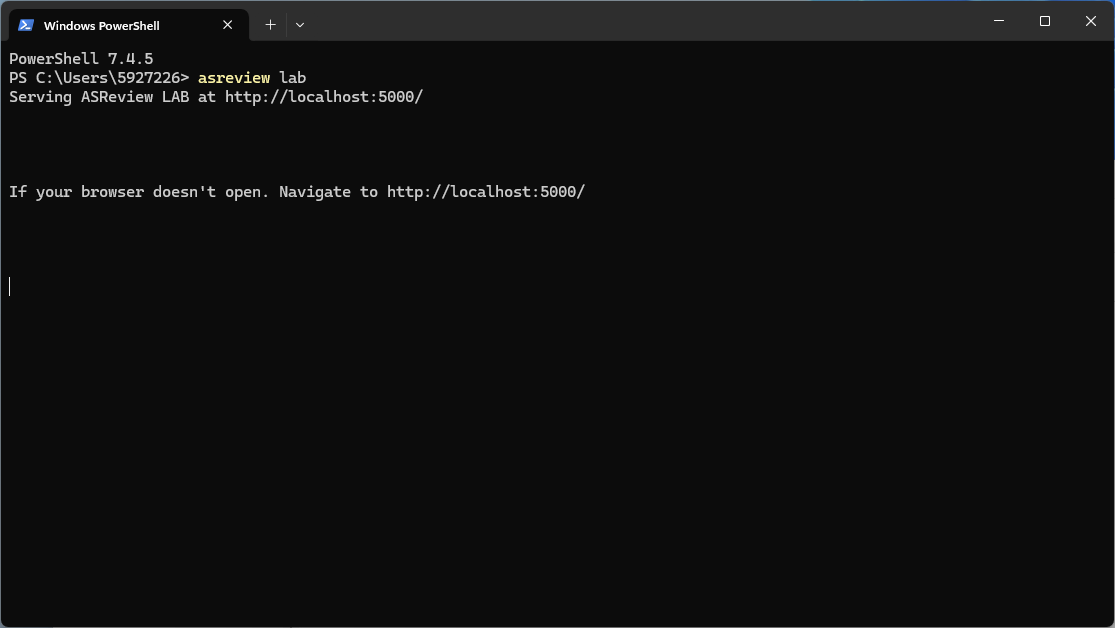 Windows PowerShell
PowerShell 7.4.5
PS C:\Users\5927226> asreview lab
Serving ASReview LAB at http://localhost:5000/
If your browser doesn't open. Navigate to http://localhost:5000/